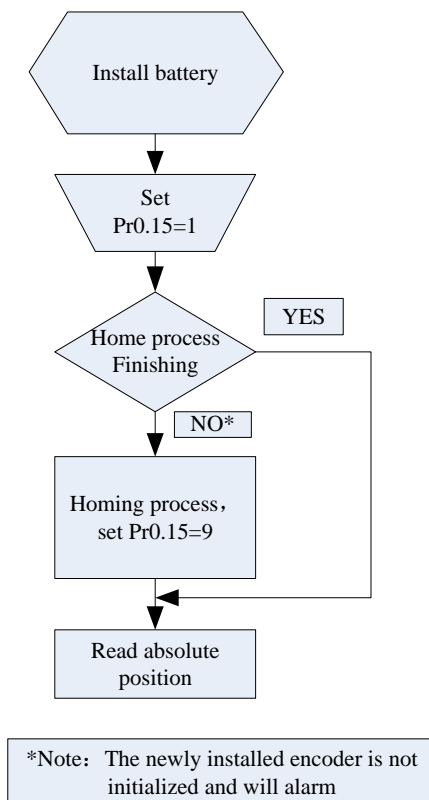 Install battery
Set
Pr0.15=1
YES
Home process
Finishing
NO*
Homing process，
set Pr0.15=9
Read absolute
position
*Note：The newly installed encoder is not
initialized and will alarm